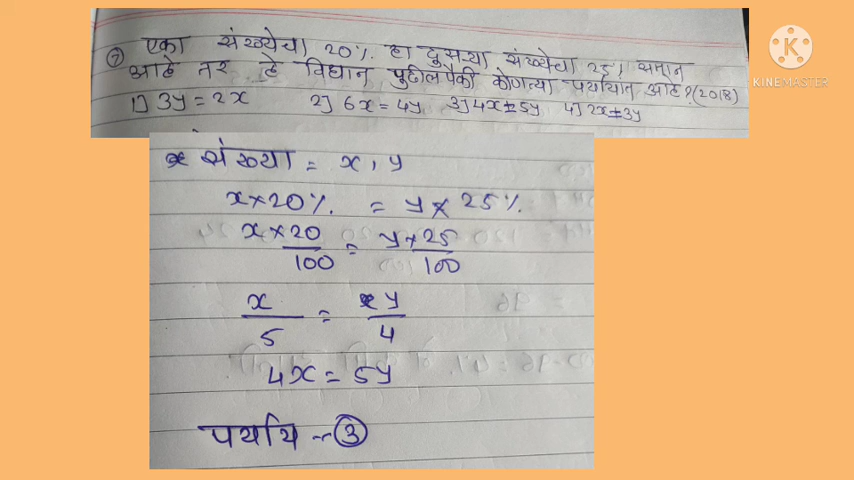 ⑦ एका संख्येचा 20% हा दुसऱ्या संख्येचा 25% समान
आहे तर हे विधान पुढीलपैकी कोणत्या पर्यायात आहे? (2018)
1] 3y = 2x 2] 6x = 4y 3] 4x = 5y 4] 2x = 3y
K
KINEMASTER
संख्या = x, y
x × 20% = y × 25%
x × 20 / 100 = y × 25 / 100
x / 5 = y / 4
4x = 5y
पर्याय - ③